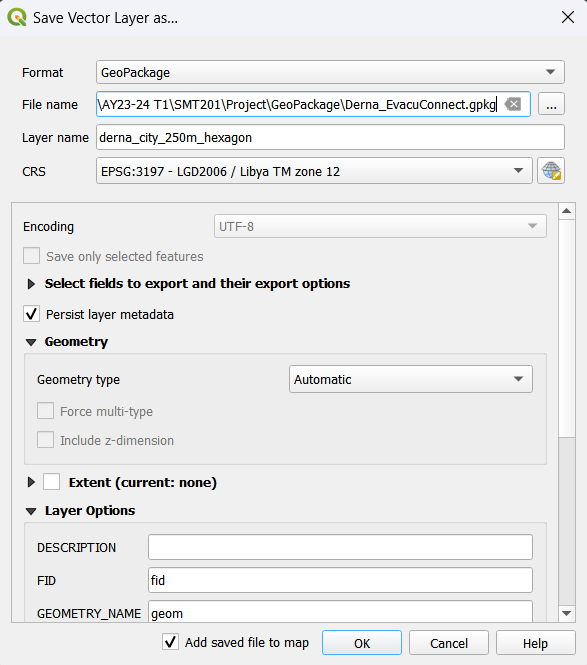 Save Vector Layer as...
Format GeoPackage
File name \AY23-24 T1\SMT201\Project\GeoPackage\Derna_EvacuConnect.gpkg ...
Layer name derna_city_250m_hexagon
CRS EPSG:3197 - LGD2006 / Libya TM zone 12
Encoding UTF-8
Save only selected features
Select fields to export and their export options
Persist layer metadata
Geometry
Geometry type Automatic
Force multi-type
Include z-dimension
Extent (current: none)
Layer Options
DESCRIPTION
FID fid
GEOMETRY_NAME geom
Add saved file to map OK Cancel Help